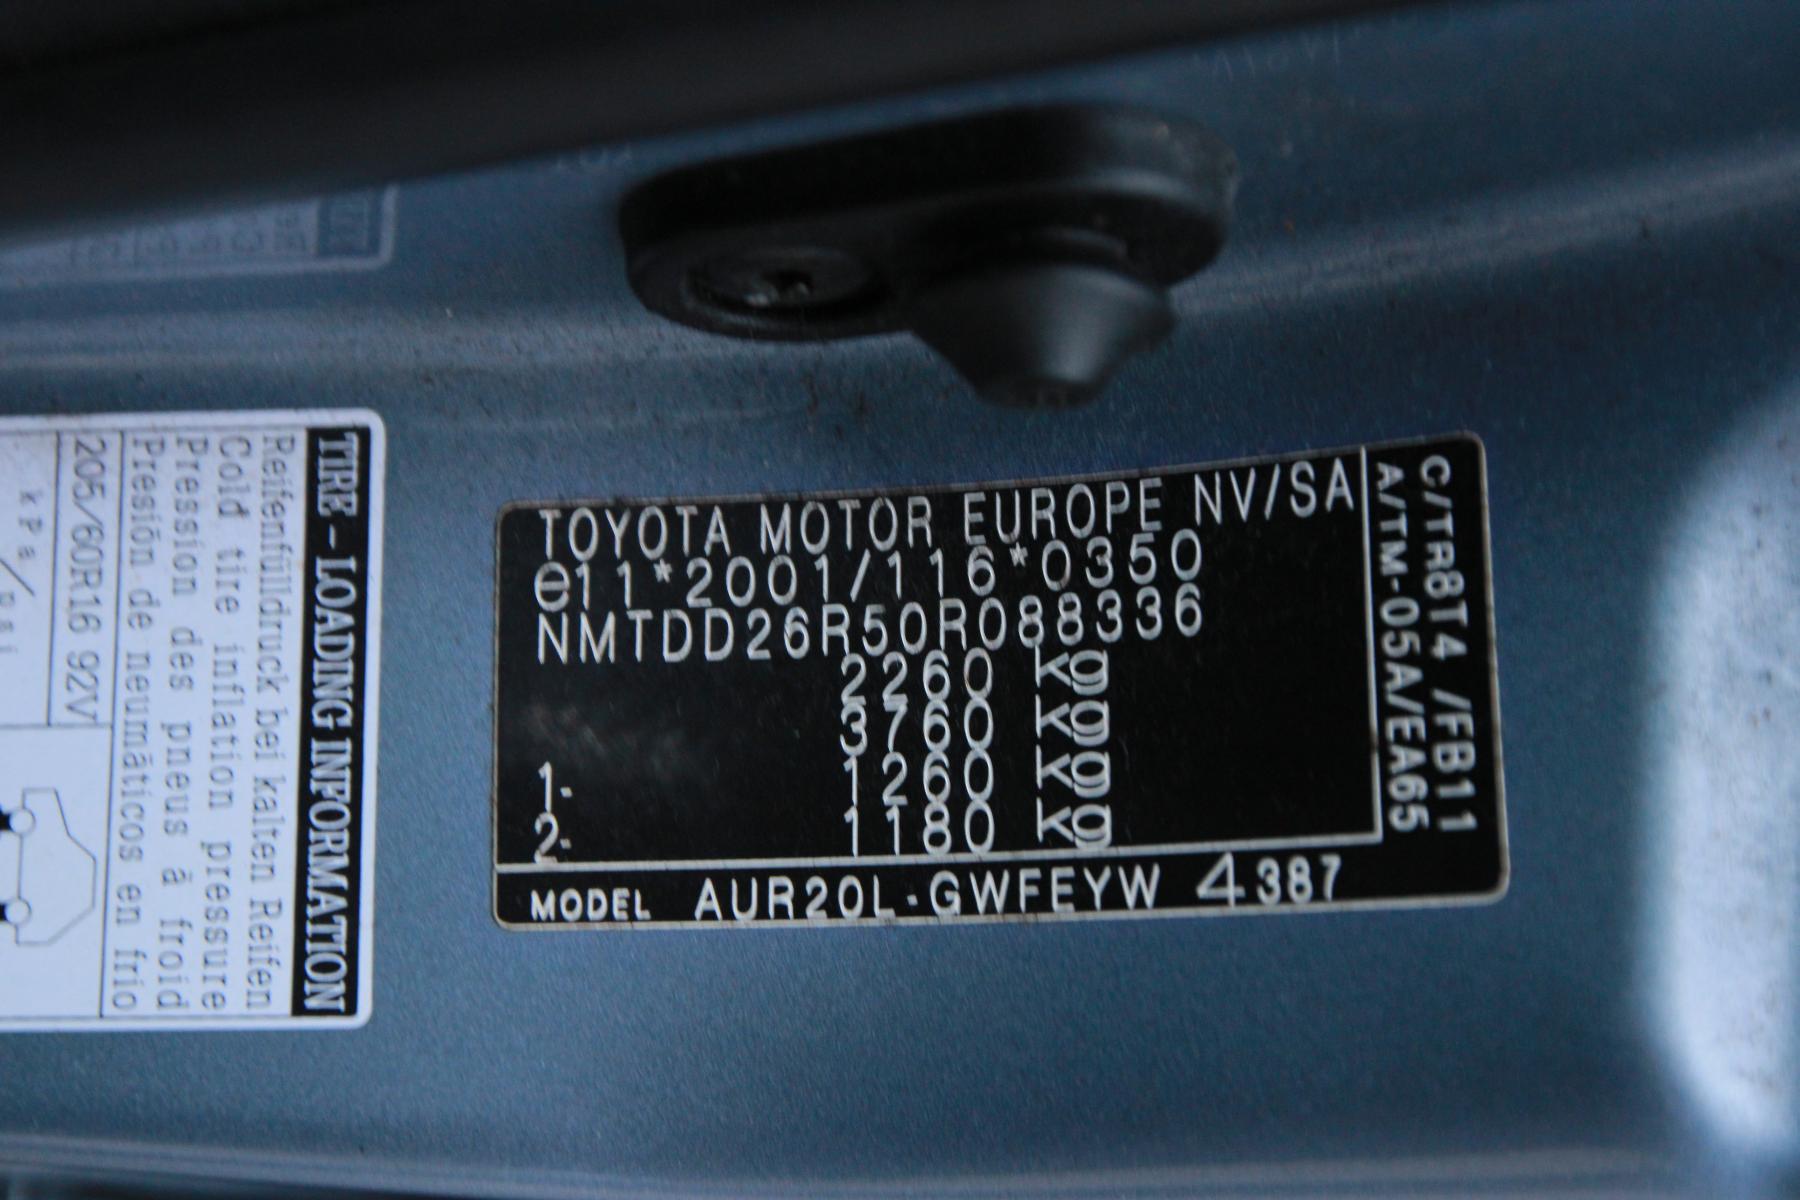 TIRE - LOADING INFORMATION
Reifenfülldruck bei kalten Reifen
Cold tire inflation pressure
Pression des pneus à froid
Presión de neumáticos en frio
205/60R16 92V
kPa/psi
TOYOTA MOTOR EUROPE NV/SA
e11*2001/116*0350
NMTDD26R50R088336
2260 KG
3760 KG
1- 1260 KG
2- 1180 KG
MODEL AUR20L-GWFEYW 4387
C/TR8T4 /FB11
A/TM-05A/EA65